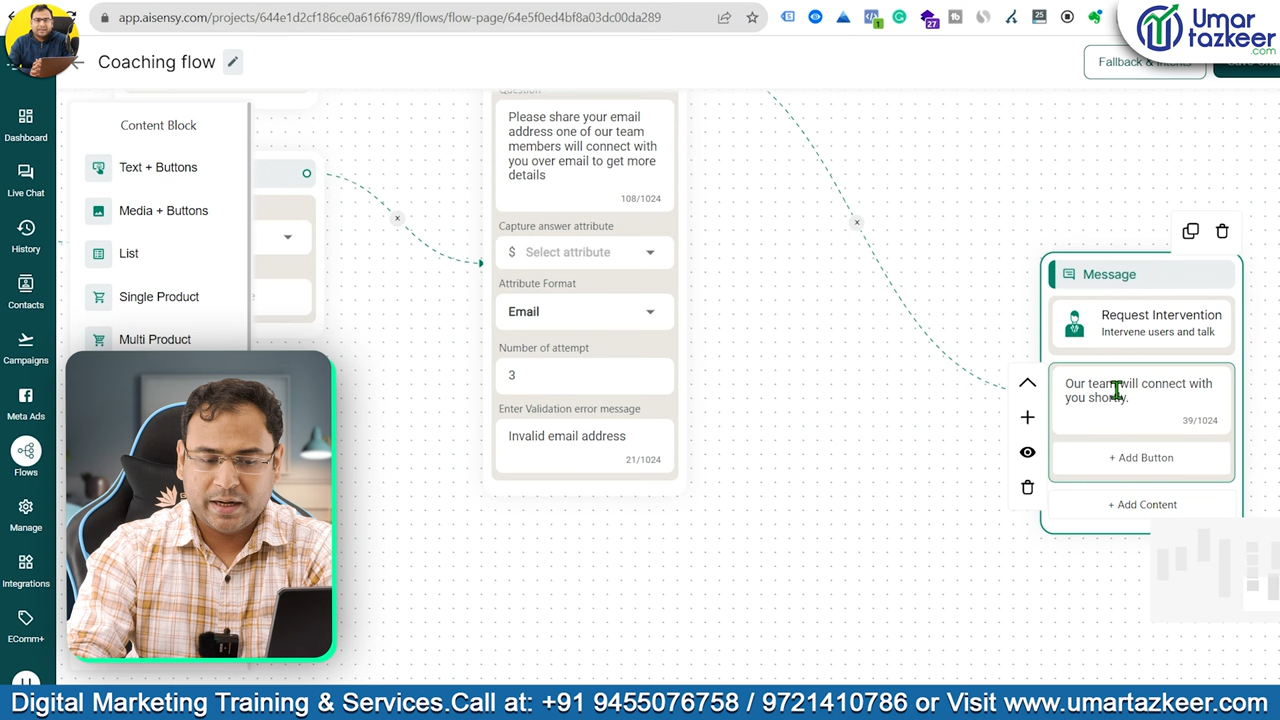 app.aisensy.com/projects/644e1d2cf186ce0a616f6789/flows/flow-page/64e5f0ed4bf8a03dc00da289
1
27
25
Umar
tazkeer
.com
Coaching flow
Fallback & Intents
Dashboard
Live Chat
History
Contacts
Campaigns
Meta Ads
Flows
Manage
Integrations
EComm+
Content Block
Text + Buttons
Media + Buttons
List
Single Product
Multi Product
Question
Please share your email
address one of our team
members will connect with
you over email to get more
details
108/1024
Capture answer attribute
$ Select attribute
Attribute Format
Email
Number of attempt
3
Enter Validation error message
Invalid email address
21/1024
Message
Request Intervention
Intervene users and talk
Our team will connect with
you shortly.
39/1024
+ Add Button
+ Add Content
Digital Marketing Training & Services.Call at: +91 9455076758 / 9721410786 or Visit www.umartazkeer.com